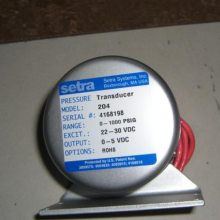 setra
Setra Systems, Inc.
Boxborough, MA USA
PRESSURE Transducer
MODEL: 204
SERIAL #: 4168198
RANGE: 0-1000 PSIG
EXCIT.: 22-30 VDC
OUTPUT: 0-5 VDC
OPTIONS: ROHS
Protected by U.S. Patent Nos.